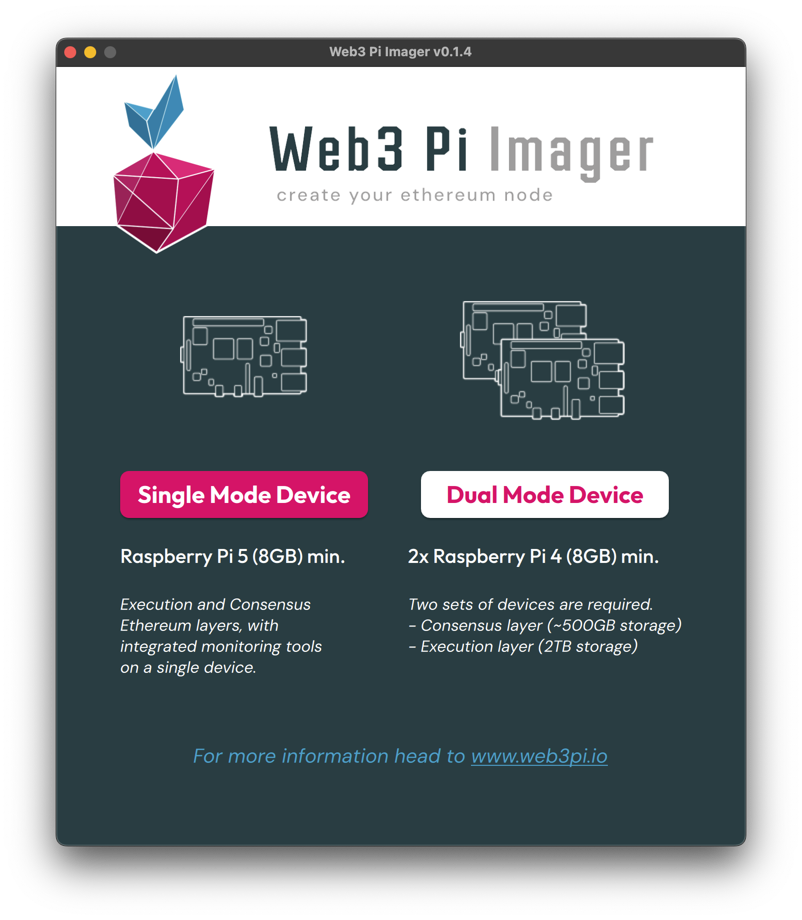 Web3 Pi Imager v0.1.4
Web3 Pi Imager
create your ethereum node
Single Mode Device
Raspberry Pi 5 (8GB) min.
Execution and Consensus
Ethereum layers, with
integrated monitoring tools
on a single device.
Dual Mode Device
2x Raspberry Pi 4 (8GB) min.
Two sets of devices are required.
- Consensus layer (~500GB storage)
- Execution layer (2TB storage)
For more information head to www.web3pi.io